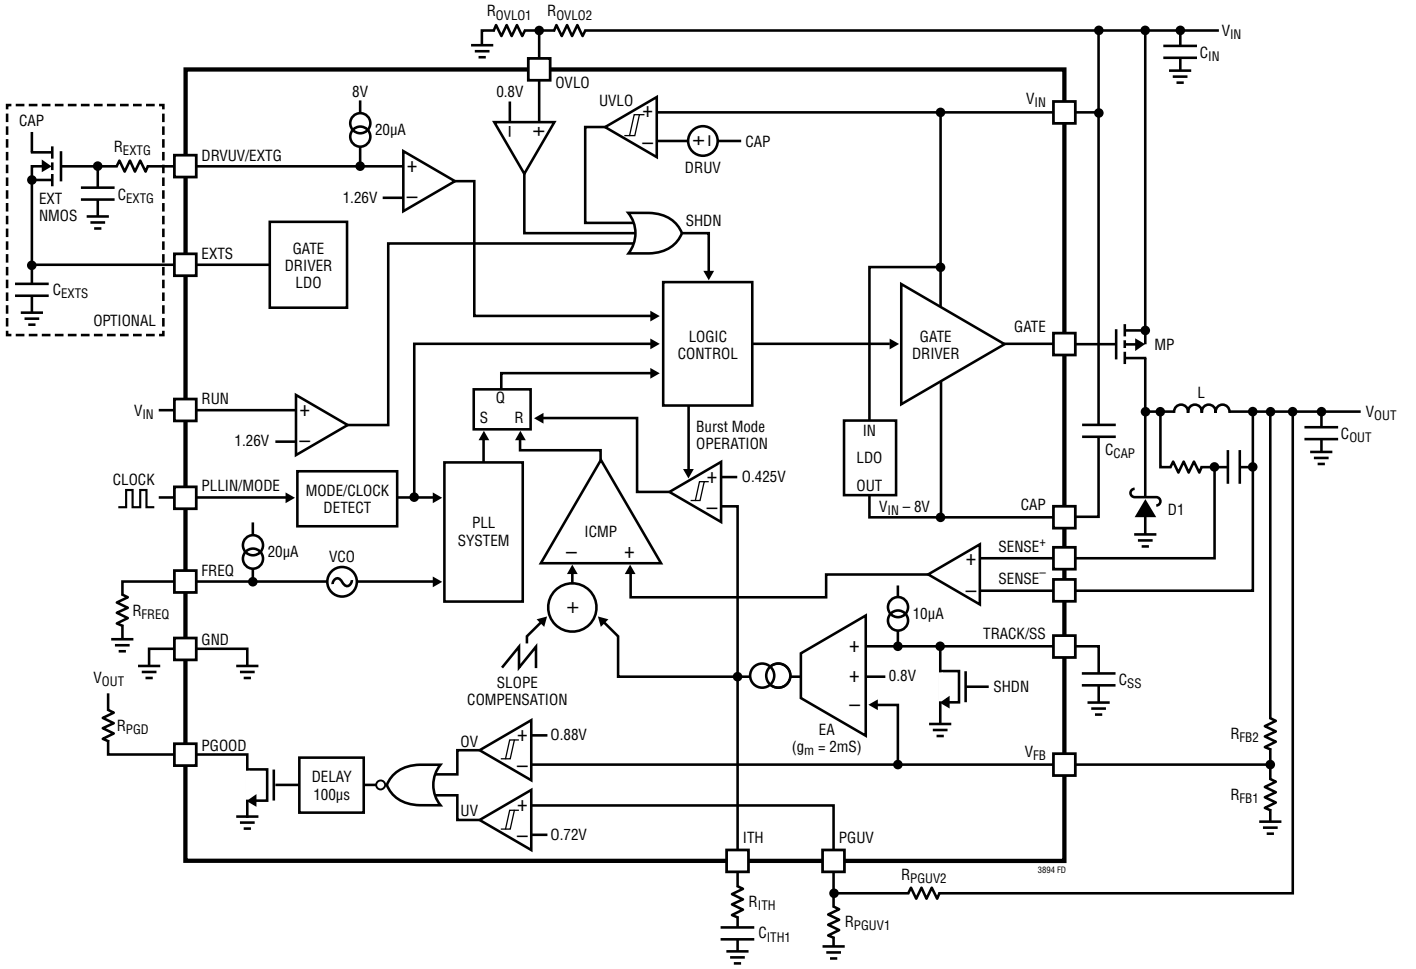 ROVLO1 ROVLO2
VIN
CIN
OVLO
8V
0.8V
UVLO
VIN
CAP
20µA
CAP
REXTG
DRVUV/EXTG
DRUV
EXT
NMOS
CEXTG
1.26V
SHDN
EXTS
GATE
DRIVER
LDO
CEXTS
OPTIONAL
LOGIC
CONTROL
GATE
DRIVER
GATE
MP
RUN
VIN
1.26V
Q
S R
Burst Mode
OPERATION
IN
LDO
OUT
L
VOUT
COUT
CCAP
CLOCK
PLLIN/MODE
MODE/CLOCK
DETECT
0.425V
VIN – 8V
CAP
D1
PLL
SYSTEM
ICMP
20µA
VCO
FREQ
SENSE+
SENSE–
RFREQ
10µA
GND
TRACK/SS
SLOPE
COMPENSATION
0.8V
SHDN
CSS
VOUT
RPGD
EA
(gm = 2mS)
PGOOD
OV
0.88V
VFB
RFB2
DELAY
100µs
UV
0.72V
RFB1
ITH
PGUV
3894 FD
RPGUV2
RITH
RPGUV1
CITH1